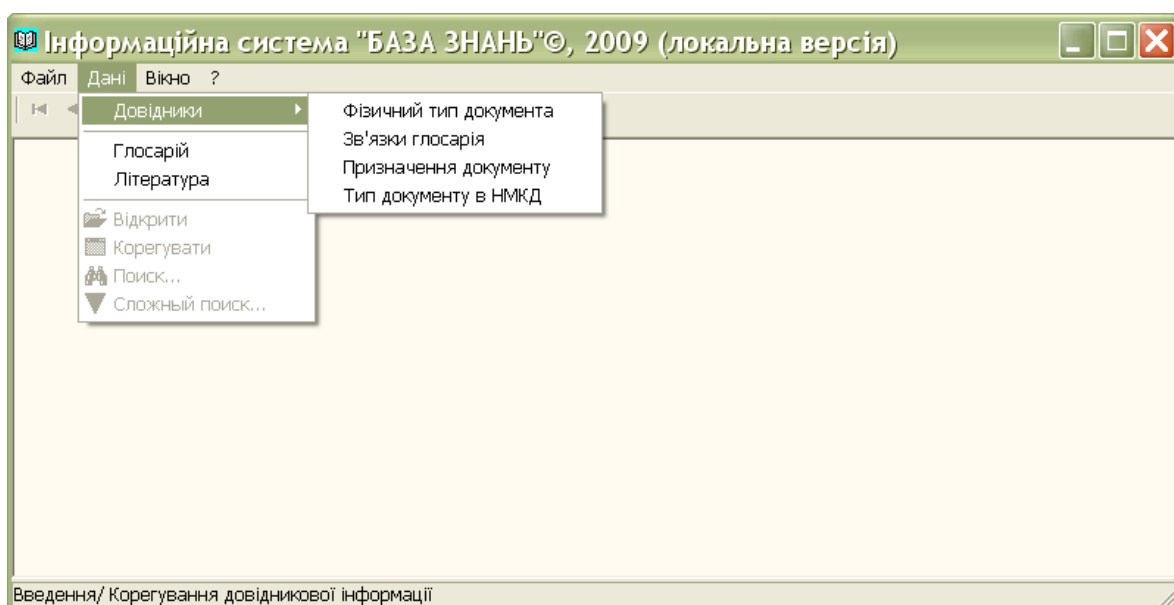 Інформаційна система "БАЗА ЗНАНЬ"©, 2009 (локальна версія)
Файл Дані Вікно ?
Довідники
Глосарій
Література
Відкрити
Корегувати
Поиск...
Сложный поиск...
Фізичний тип документа
Зв'язки глосарія
Призначення документу
Тип документу в НМКД
Введення/ Корегування довідникової інформації